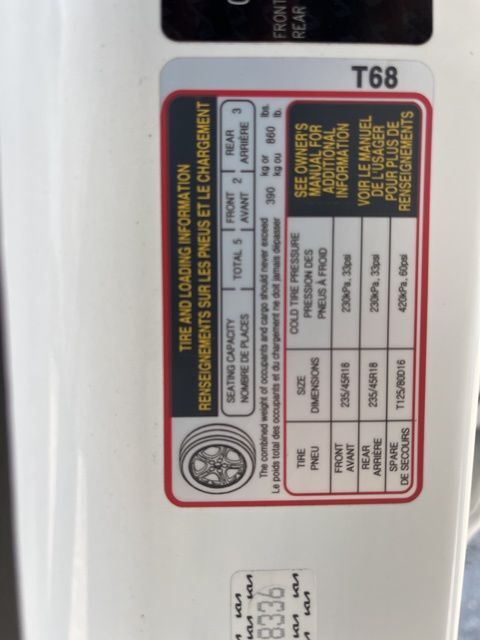 FRONT
REAR
T68
TIRE AND LOADING INFORMATION
RENSEIGNEMENTS SUR LES PNEUS ET LE CHARGEMENT
SEATING CAPACITY TOTAL 5 FRONT 2 REAR 3
NOMBRE DE PLACES AVANT ARRIÈRE
The combined weight of occupants and cargo should never exceed 390 kg or 860 lbs.
Le poids total des occupants et du chargement ne doit jamais dépasser kg ou lb.
TIRE SIZE COLD TIRE PRESSURE
PNEU DIMENSIONS PRESSION DES
PNEUS À FROID
FRONT 235/45R18 230kPa, 33psi
AVANT
REAR 235/45R18 230kPa, 33psi
ARRIÈRE
SPARE T125/80D16 420kPa, 60psi
DE SECOURS
SEE OWNER'S
MANUAL FOR
ADDITIONAL
INFORMATION
VOIR LE MANUEL
DE L'USAGER
POUR PLUS DE
RENSEIGNEMENTS
8336